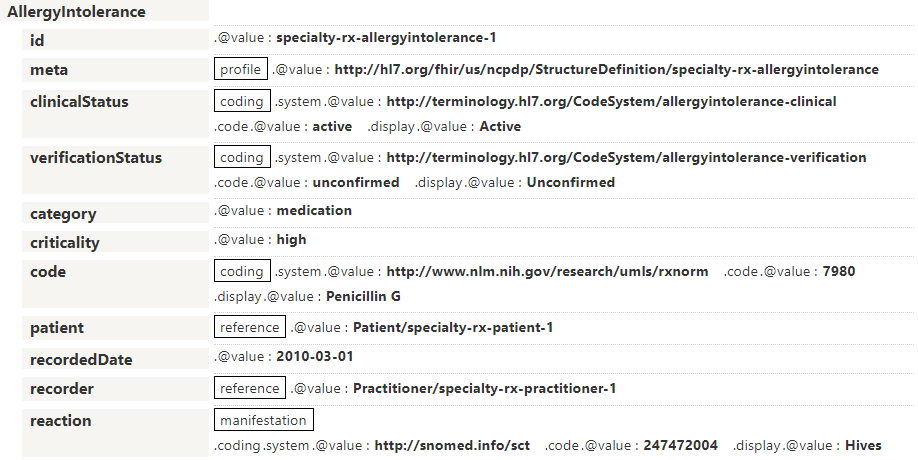 AllergyIntolerance
id .@value : specialty-rx-allergyintolerance-1
meta profile .@value : http://hl7.org/fhir/us/ncpdp/StructureDefinition/specialty-rx-allergyintolerance
clinicalStatus coding .system.@value : http://terminology.hl7.org/CodeSystem/allergyintolerance-clinical
.code.@value : active .display.@value : Active
verificationStatus coding .system.@value : http://terminology.hl7.org/CodeSystem/allergyintolerance-verification
.code.@value : unconfirmed .display.@value : Unconfirmed
category .@value : medication
criticality .@value : high
code coding .system.@value : http://www.nlm.nih.gov/research/umls/rxnorm .code.@value : 7980
.display.@value : Penicillin G
patient reference .@value : Patient/specialty-rx-patient-1
recordedDate .@value : 2010-03-01
recorder reference .@value : Practitioner/specialty-rx-practitioner-1
reaction manifestation
.coding.system.@value : http://snomed.info/sct .code.@value : 247472004 .display.@value : Hives